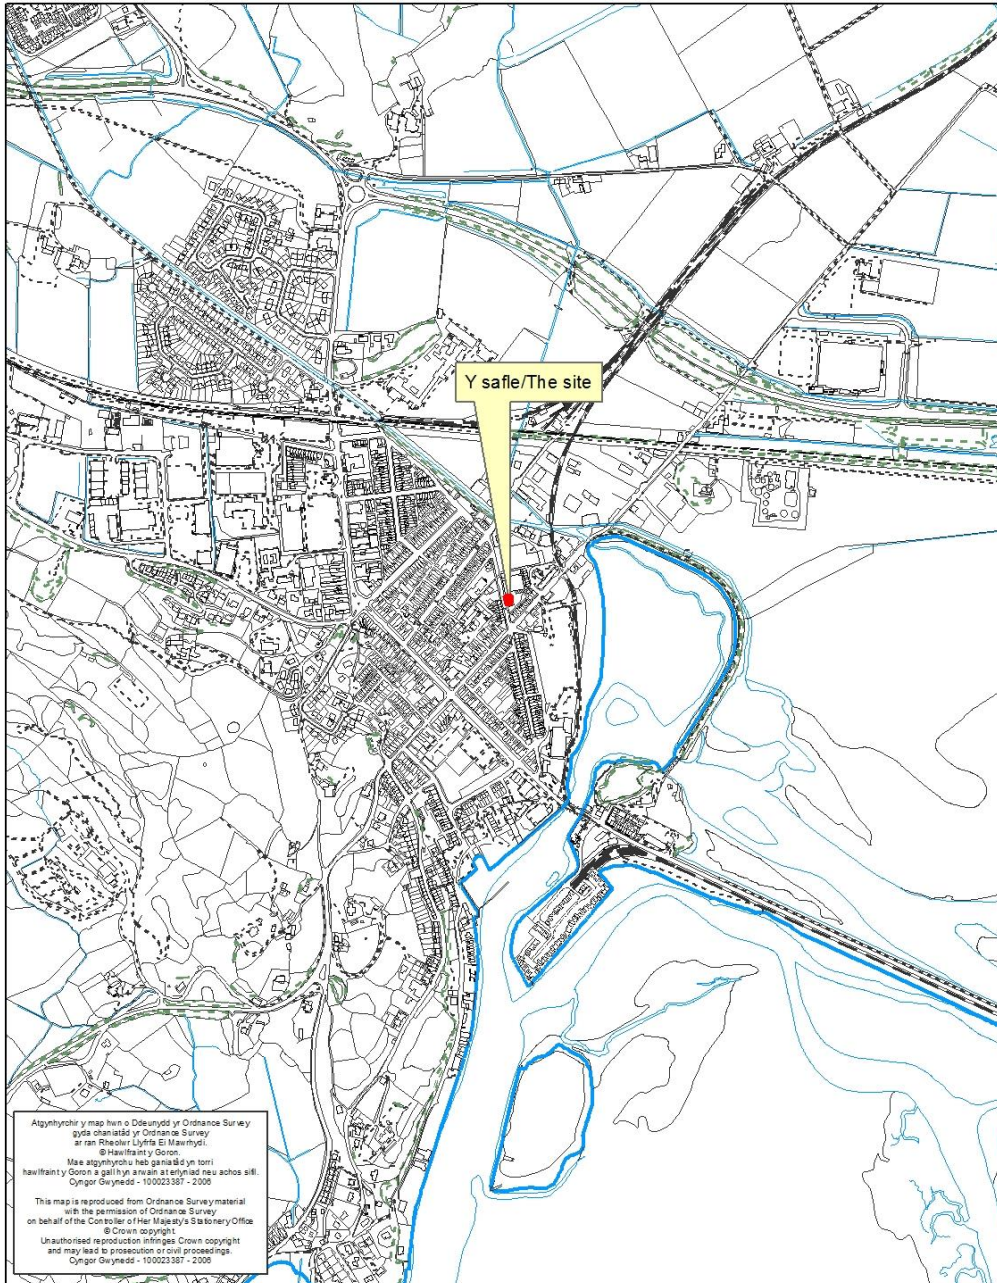 Y safle/The site
Atgynhyrchir y map hwn o Ddeunydd yr Ordnance Survey
gyda chaniatâd yr Ordnance Survey
ar ran Rheolwr Llyfrfa Ei Mawrhydi.
© Hawlfraint y Goron.
Mae atgynhyrchu heb ganiatâd yn torri
hawlfraint y Goron a gall hyn arwain at erlyniad neu achos sifil.
Cyngor Gwynedd - 100023387 - 2006
This map is reproduced from Ordnance Survey material
with the permission of Ordnance Survey
on behalf of the Controller of Her Majesty's Stationery Office
© Crown copyright.
Unauthorised reproduction infringes Crown copyright
and may lead to prosecution or civil proceedings.
Cyngor Gwynedd - 100023387 - 2006